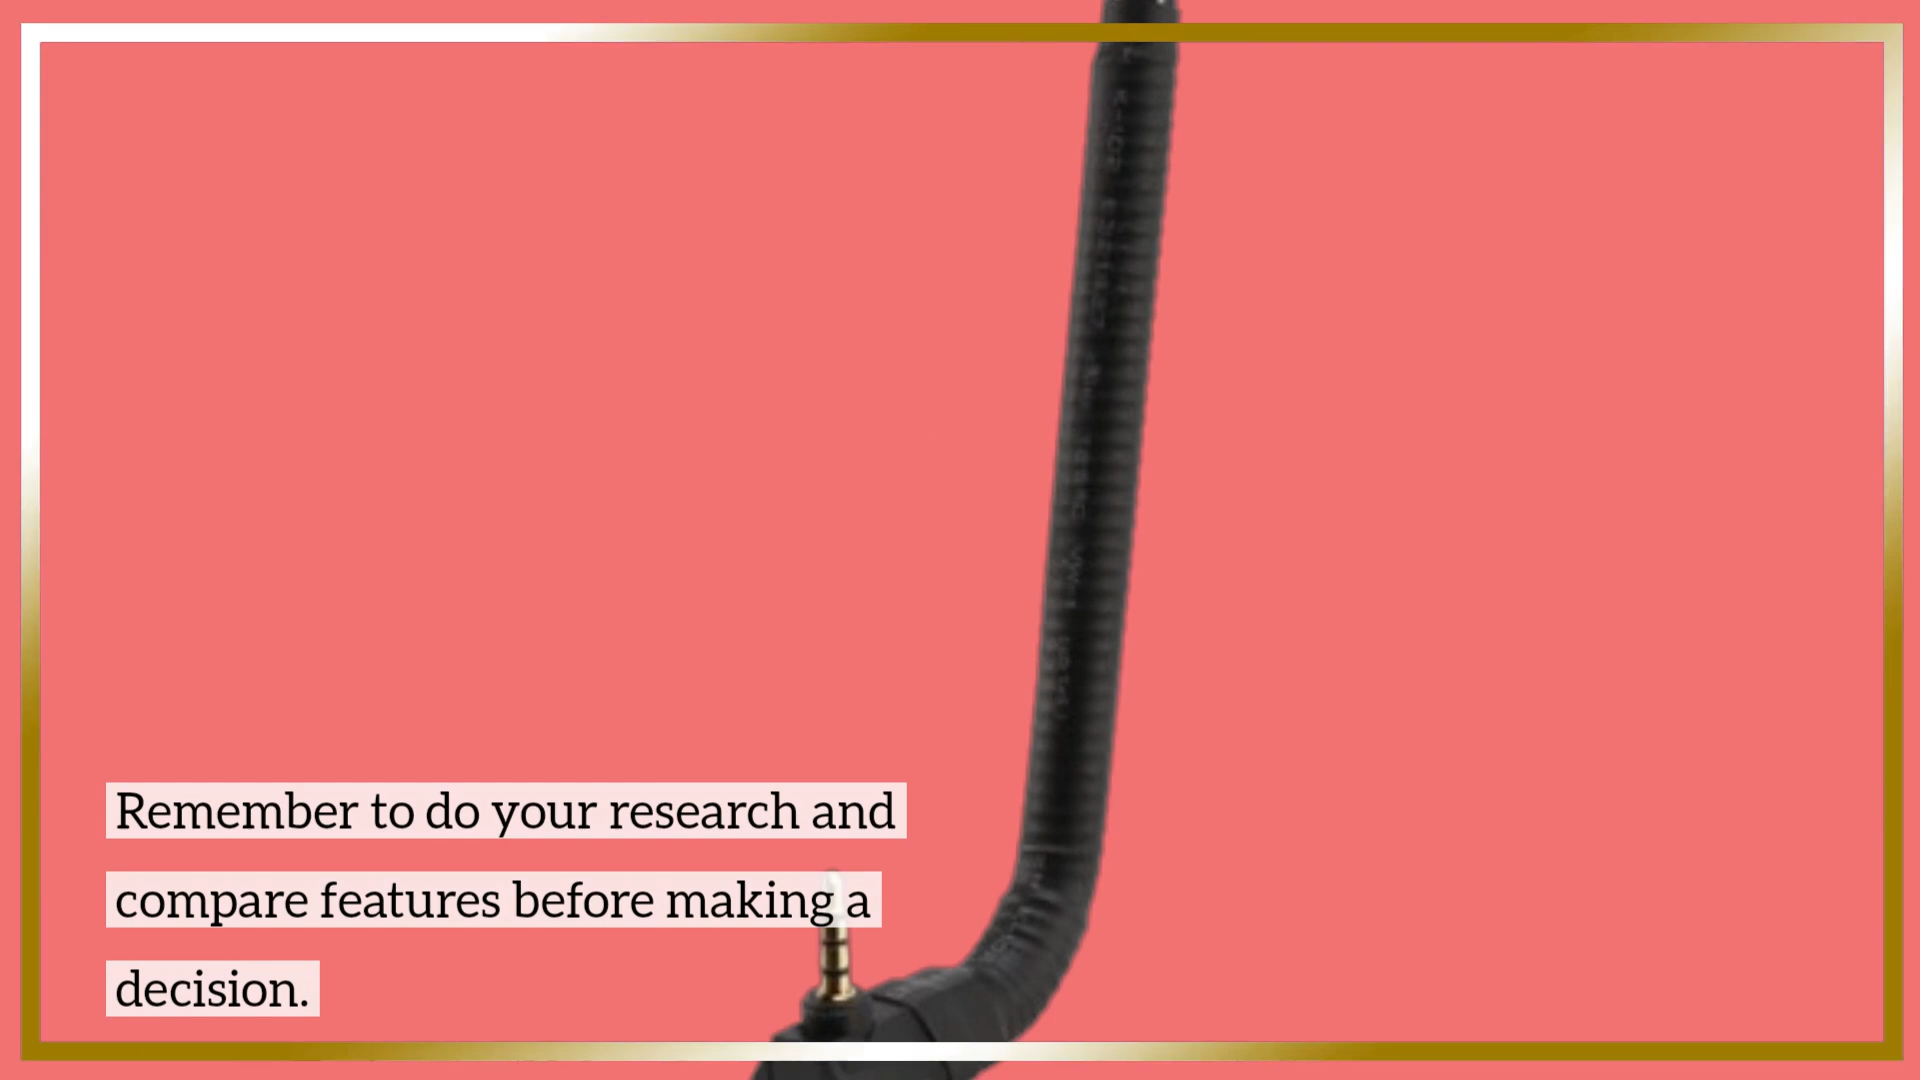 Remember to do your research and
compare features before making a
decision.